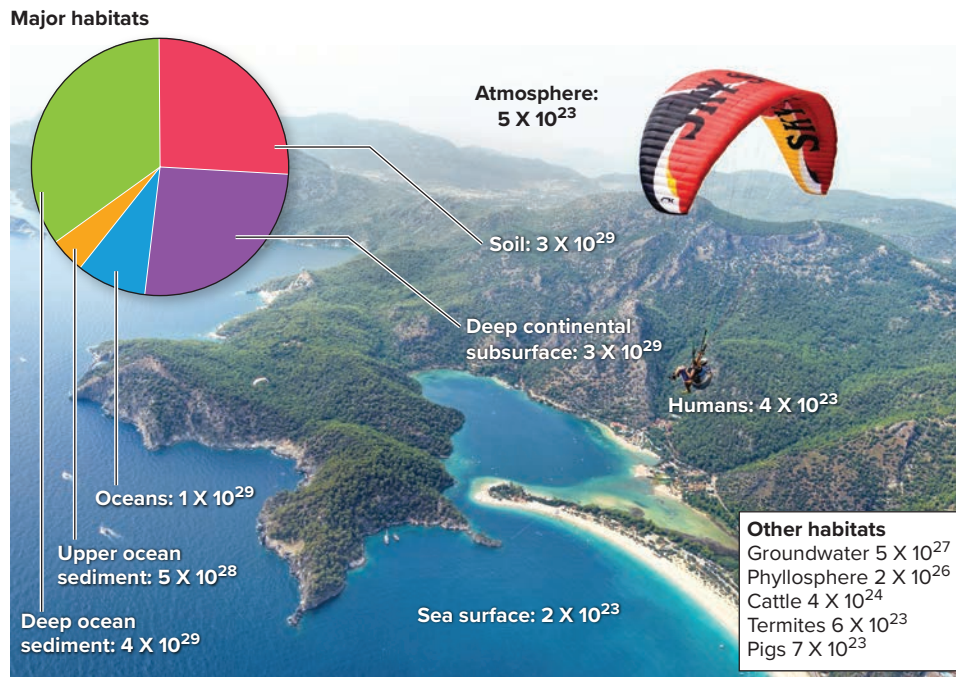 Major habitats
Atmosphere:
5 X 10²³
SKY
SKY
Soil: 3 X 10²⁹
Deep continental
subsurface: 3 X 10²⁹
Humans: 4 X 10²³
Oceans: 1 X 10²⁹
Upper ocean
sediment: 5 X 10²⁸
Deep ocean
sediment: 4 X 10²⁹
Sea surface: 2 X 10²³
Other habitats
Groundwater 5 X 10²⁷
Phyllosphere 2 X 10²⁶
Cattle 4 X 10²⁴
Termites 6 X 10²³
Pigs 7 X 10²³